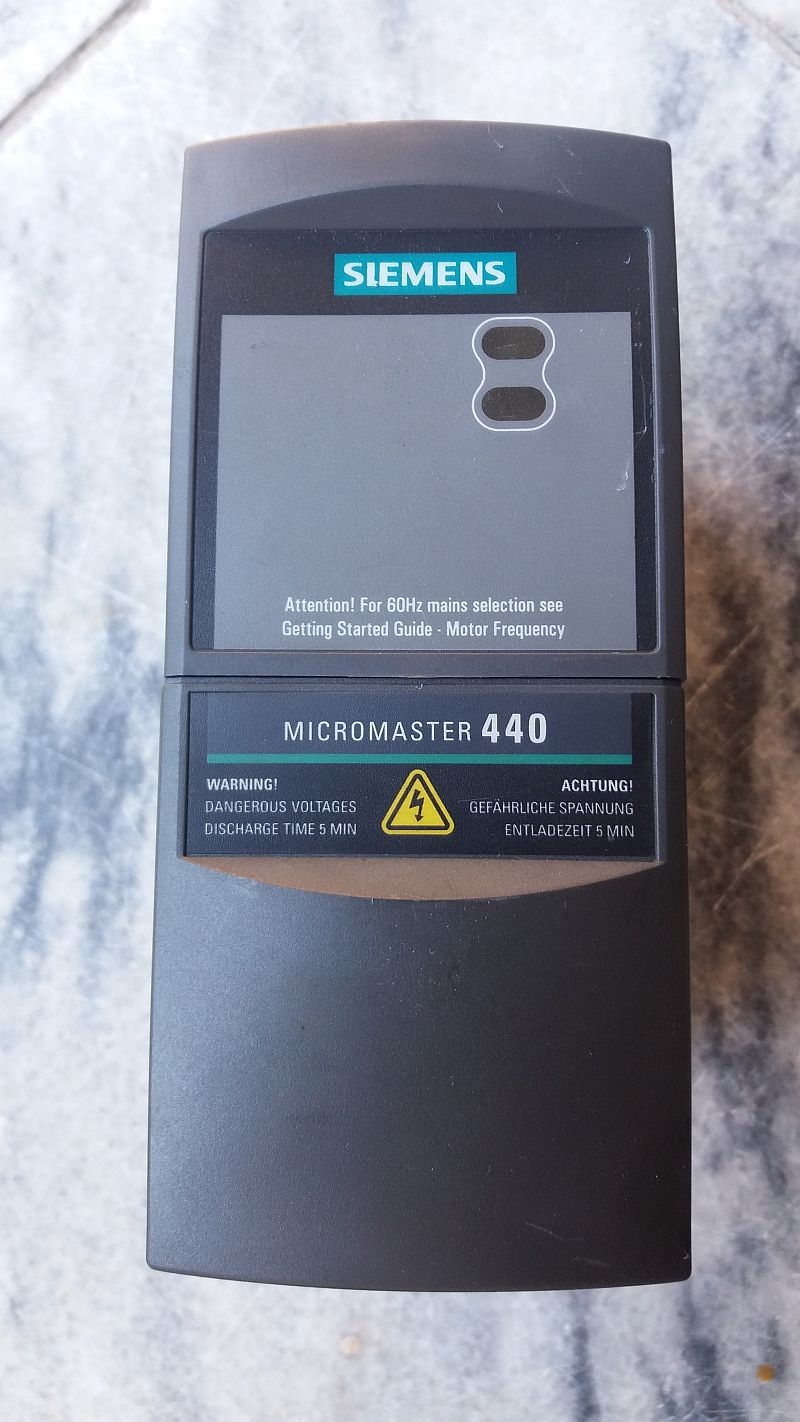 SIEMENS
Attention! For 60Hz mains selection see
Getting Started Guide - Motor Frequency
MICROMASTER 440
WARNING!
DANGEROUS VOLTAGES
DISCHARGE TIME 5 MIN
ACHTUNG!
GEFÄHRLICHE SPANNUNG
ENTLADEZEIT 5 MIN